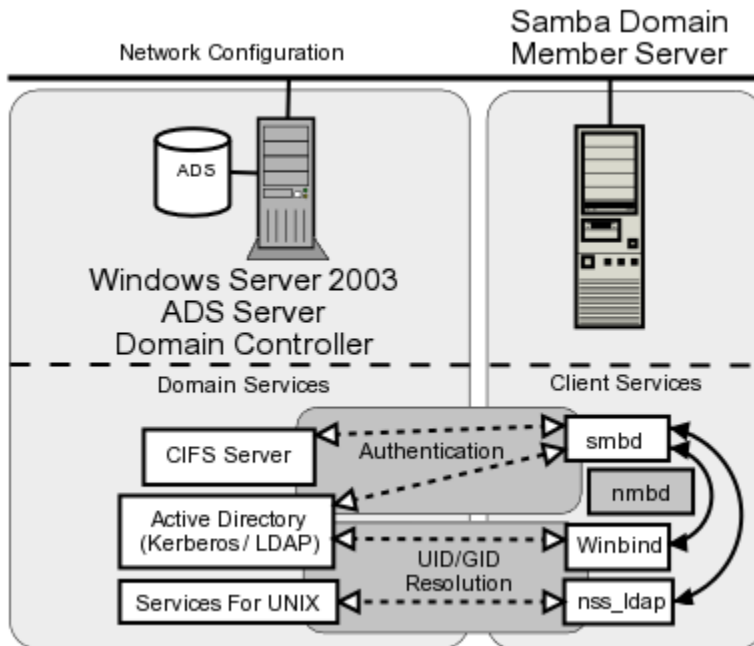 Network Configuration
Samba Domain
Member Server
ADS
Windows Server 2003
ADS Server
Domain Controller
Domain Services
Client Services
CIFS Server
Authentication
smbd
nmbd
Active Directory
(Kerberos / LDAP)
UID/GID
Resolution
Winbind
Services For UNIX
nss_ldap